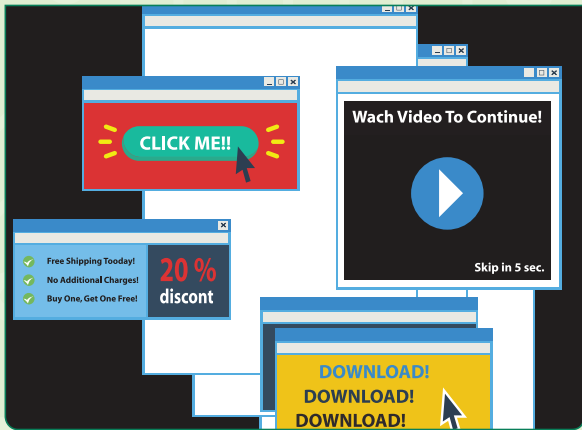 CLICK ME!!
Wach Video To Continue!
Skip in 5 sec.
Free Shipping Tooday!
No Additional Charges!
Buy One, Get One Free!
20 %
discont
DOWNLOAD!
DOWNLOAD!
DOWNLOAD!